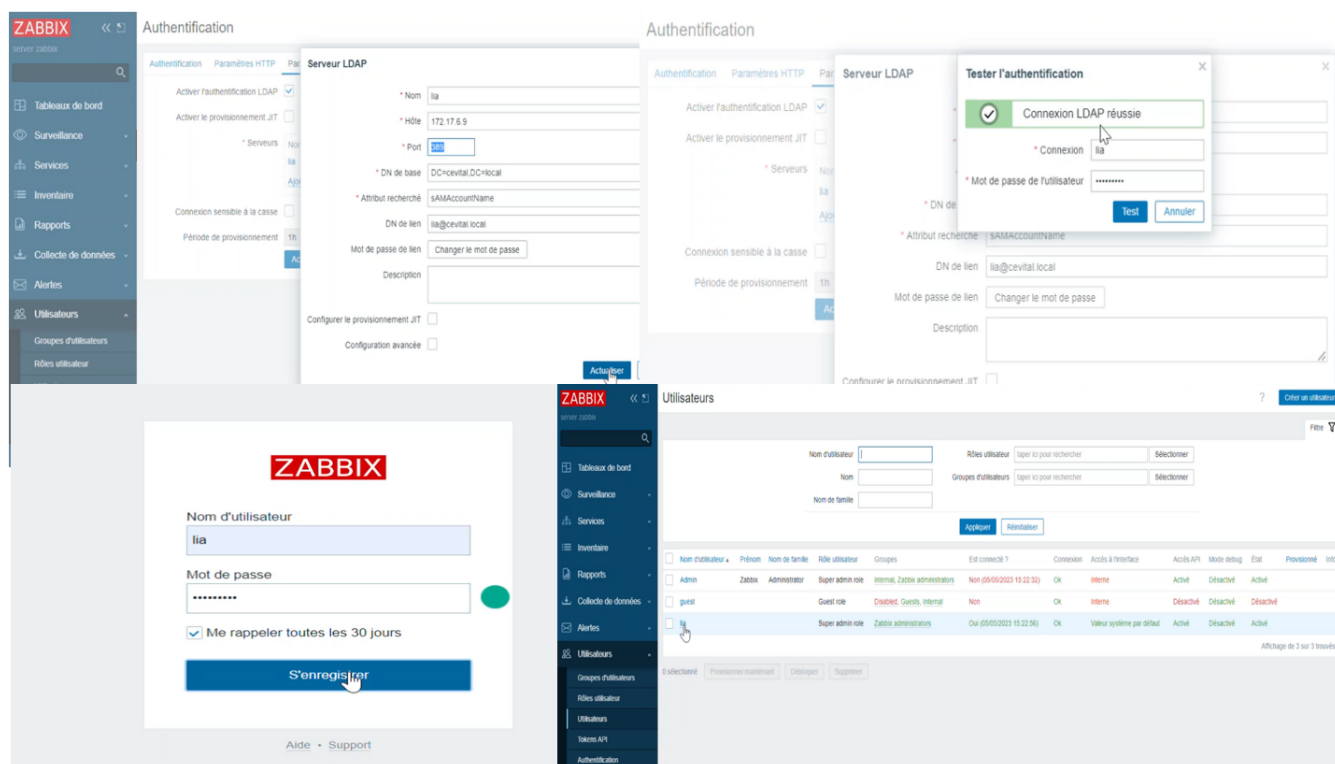 ZABBIX
server zabbix
Tableaux de bord
Surveillance
Services
Inventaire
Rapports
Collecte de données
Alertes
Utilisateurs
Groupes d'utilisateurs
Rôles utilisateur
Authentification
Authentification Paramètres HTTP Par
Activer l'authentification LDAP
Activer le provisionnement JIT
* Serveurs
lia
Connexion sensible à la casse
Période de provisionnement 1h
Serveur LDAP
* Nom lia
* Hôte 172.17.6.9
* Port 389
* DN de base DC=cevital,DC=local
* Attribut recherché sAMAccountName
DN de lien lia@cevital.local
Mot de passe de lien Changer le mot de passe
Description
Configurer le provisionnement JIT
Configuration avancée
Actualiser
Authentification
Authentification Paramètres HTTP Par
Activer l'authentification LDAP
Activer le provisionnement JIT
* Serveurs
lia
Connexion sensible à la casse
Période de provisionnement 1h
Serveur LDAP
* DN de
* Attribut recherché sAMAccountName
DN de lien lia@cevital.local
Mot de passe de lien Changer le mot de passe
Description
Configurer le provisionnement JIT
Tester l'authentification
Connexion LDAP réussie
* Connexion lia
* Mot de passe de l'utilisateur •••••••••
Test Annuler
ZABBIX
Nom d'utilisateur
lia
Mot de passe
•••••••••
Me rappeler toutes les 30 jours
S'enregistrer
Aide • Support
ZABBIX
server zabbix
Tableaux de bord
Surveillance
Services
Inventaire
Rapports
Collecte de données
Alertes
Utilisateurs
Groupes d'utilisateurs
Rôles utilisateur
Utilisateurs
Tokens API
Authentification
Utilisateurs
? Créer un utilisateur
Filtre
Nom d'utilisateur
Nom
Nom de famille
Rôles utilisateur taper ici pour rechercher Sélectionner
Groupes d'utilisateurs taper ici pour rechercher Sélectionner
Appliquer Réinitialiser
Nom d'utilisateur Prénom Nom de famille Rôle utilisateur Groupes Est connecté ? Connexion Accès à l'interface Accès API Mode debug État Provisionné Info
Admin Zabbix Administrator Super admin role Internal, Zabbix administrators Non (05/05/2023 15:22:32) Ok Interne Activé Désactivé Activé
guest Guest role Disabled, Guests, Internal Non Ok Interne Désactivé Désactivé Désactivé
lia Super admin role Zabbix administrators Oui (05/05/2023 15:22:56) Ok Valeur système par défaut Activé Désactivé Activé
Affichage de 3 sur 3 trouvés
0 sélectionné Provisionner maintenant Débloquer Supprimer